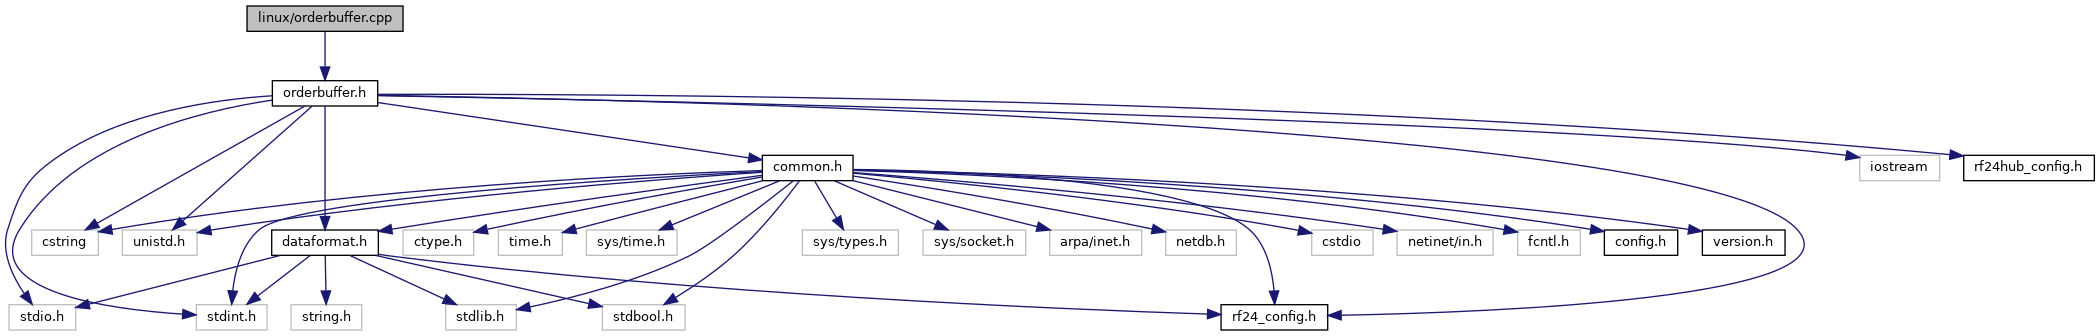 linux/orderbuffer.cpp
orderbuffer.h
common.h
iostream
rf24hub_config.h
cstring
unistd.h
dataformat.h
ctype.h
time.h
sys/time.h
sys/types.h
sys/socket.h
arpa/inet.h
netdb.h
cstdio
netinet/in.h
fcntl.h
config.h
version.h
stdio.h
stdint.h
string.h
stdlib.h
stdbool.h
rf24_config.h